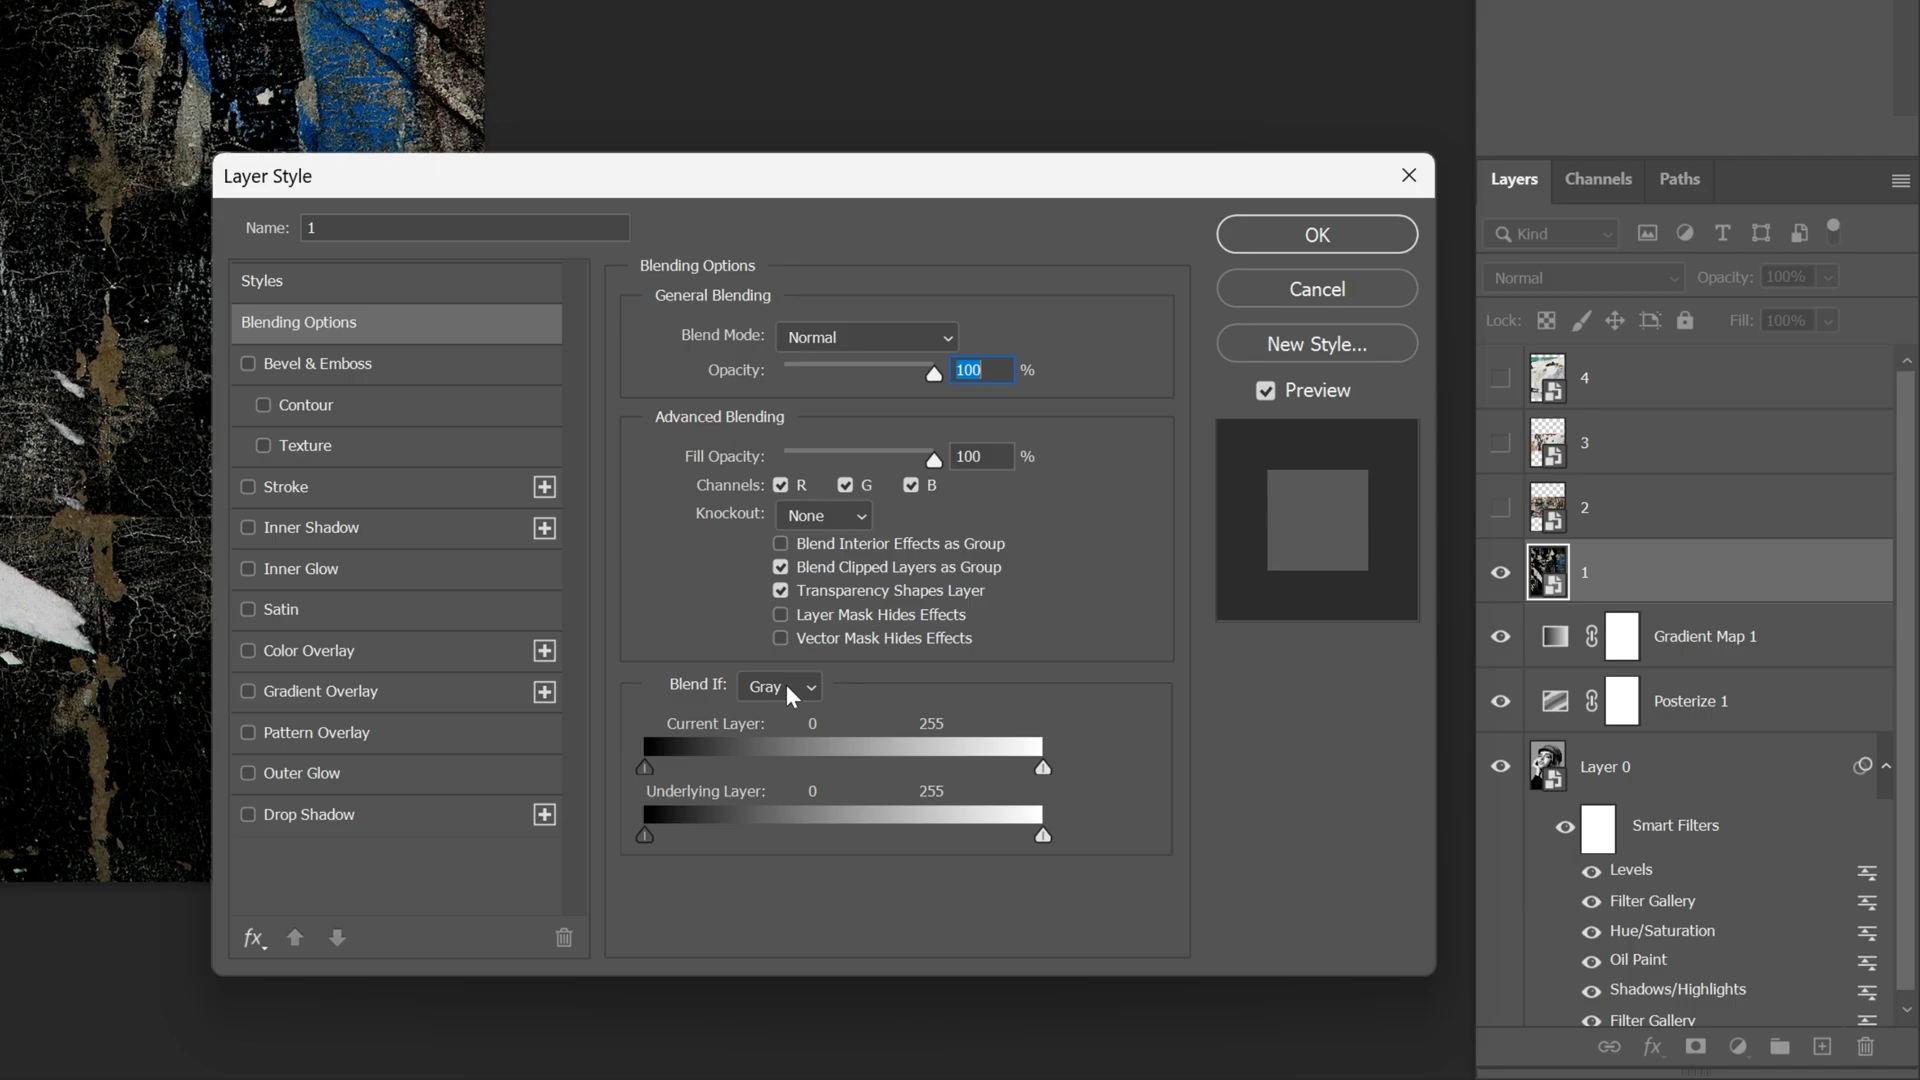 Layer Style
Name: 1
Styles
Blending Options
Bevel & Emboss
Contour
Texture
Stroke
Inner Shadow
Inner Glow
Satin
Color Overlay
Gradient Overlay
Pattern Overlay
Outer Glow
Drop Shadow
fx
Blending Options
General Blending
Blend Mode: Normal
Opacity: 100 %
Advanced Blending
Fill Opacity: 100 %
Channels: R G B
Knockout: None
Blend Interior Effects as Group
Blend Clipped Layers as Group
Transparency Shapes Layer
Layer Mask Hides Effects
Vector Mask Hides Effects
Blend If: Gray
Current Layer: 0 255
Underlying Layer: 0 255
OK
Cancel
New Style...
Preview
Layers Channels Paths
Kind
Normal Opacity: 100%
Lock: Fill: 100%
4
3
2
1
Gradient Map 1
Posterize 1
Layer 0
Smart Filters
Levels
Filter Gallery
Hue/Saturation
Oil Paint
Shadows/Highlights
Filter Gallery
fx